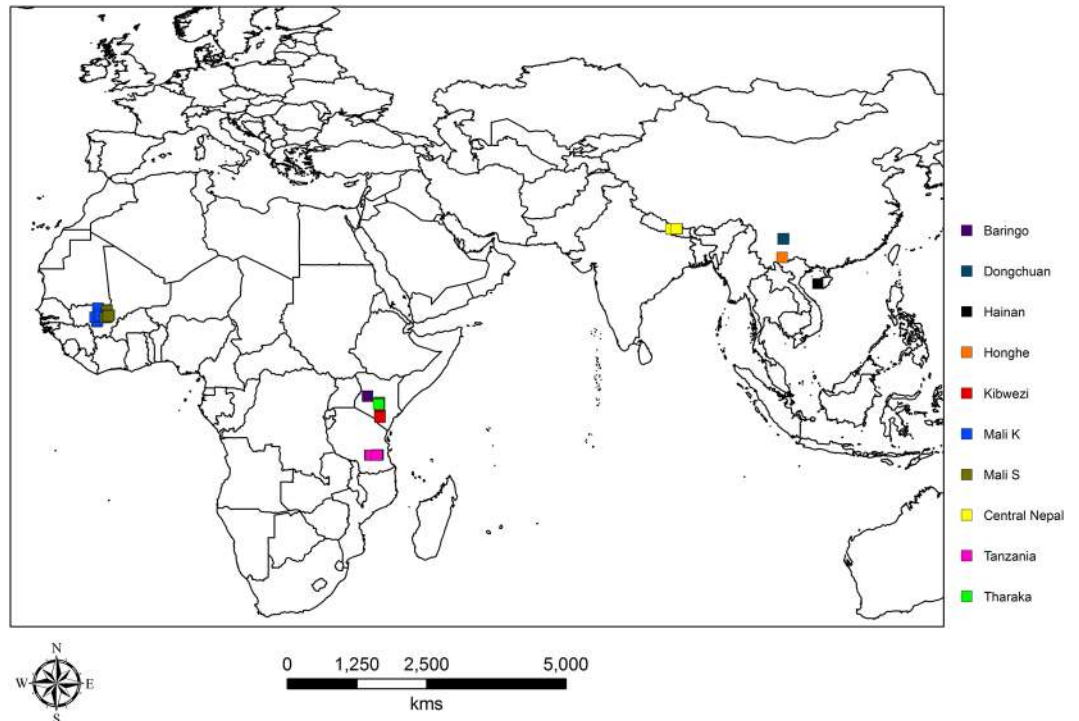 Baringo
Dongchuan
Hainan
Honghe
Kibwezi
Mali K
Mali S
Central Nepal
Tanzania
Tharaka
N
W E
S
0 1,250 2,500 5,000
kms